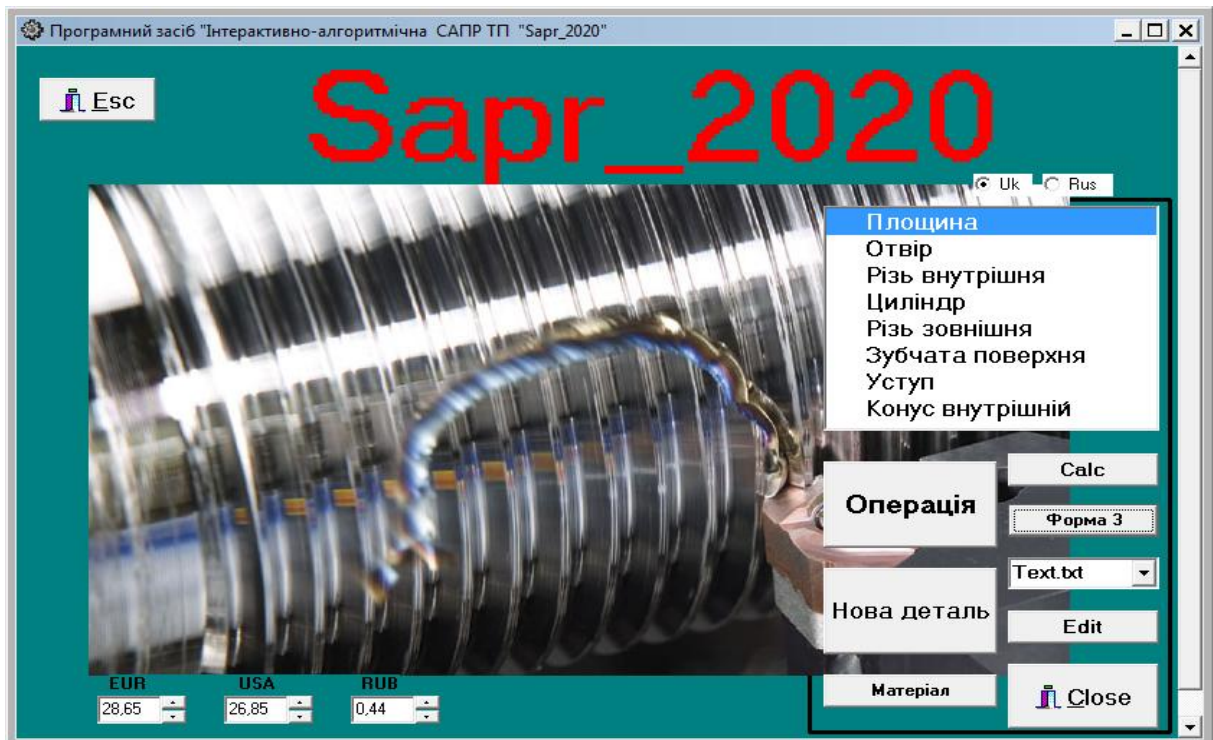 Програмний засіб "Інтерактивно-алгоритмічна САПР ТП "Sapr_2020"
Esc
Sapr_2020
Uk Rus
Площина
Отвір
Різь внутрішня
Циліндр
Різь зовнішня
Зубчата поверхня
Уступ
Конус внутрішній
Calc
Операція
Форма 3
Text.txt
Нова деталь
Edit
EUR USA RUB
28,65 26,85 0,44
Матеріал
Close